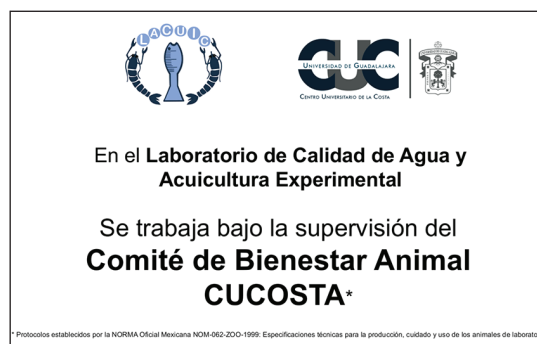 LACUIC
CUC
UNIVERSIDAD DE GUADALAJARA
CENTRO UNIVERSITARIO DE LA COSTA
En el Laboratorio de Calidad de Agua y
Acuicultura Experimental
Se trabaja bajo la supervisión del
Comité de Bienestar Animal
CUCOSTA*
* Protocolos establecidos por la NORMA Oficial Mexicana NOM-062-ZOO-1999: Especificaciones técnicas para la producción, cuidado y uso de los animales de laborato